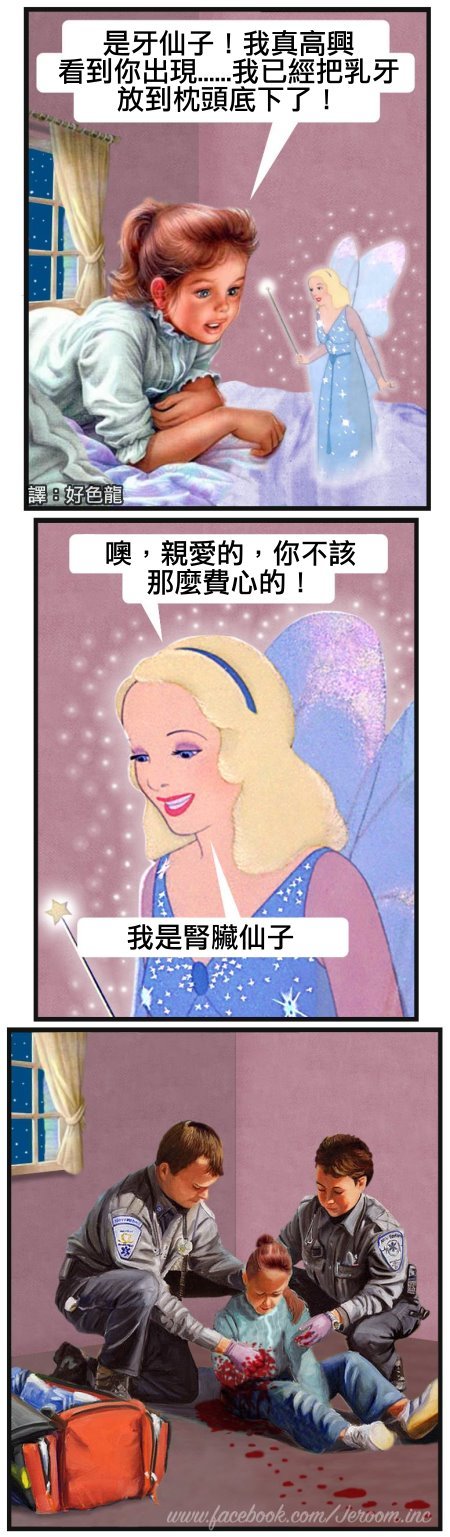 是牙仙子！我真高興
看到你出現......我已經把乳牙
放到枕頭底下了！
譯：好色龍
噢，親愛的，你不該
那麼費心的！
我是腎臟仙子
www.facebook.com/Jeroom.inc